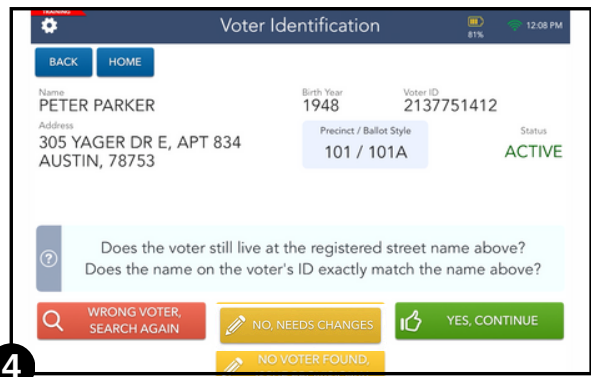 TRAINING
Voter Identification
81%
12:08 PM
BACK
HOME
Name
PETER PARKER
Birth Year
1948
Voter ID
2137751412
Address
305 YAGER DR E, APT 834
AUSTIN, 78753
Precinct / Ballot Style
101 / 101A
Status
ACTIVE
?
Does the voter still live at the registered street name above?
Does the name on the voter's ID exactly match the name above?
WRONG VOTER,
SEARCH AGAIN
NO, NEEDS CHANGES
YES, CONTINUE
NO VOTER FOUND,
4